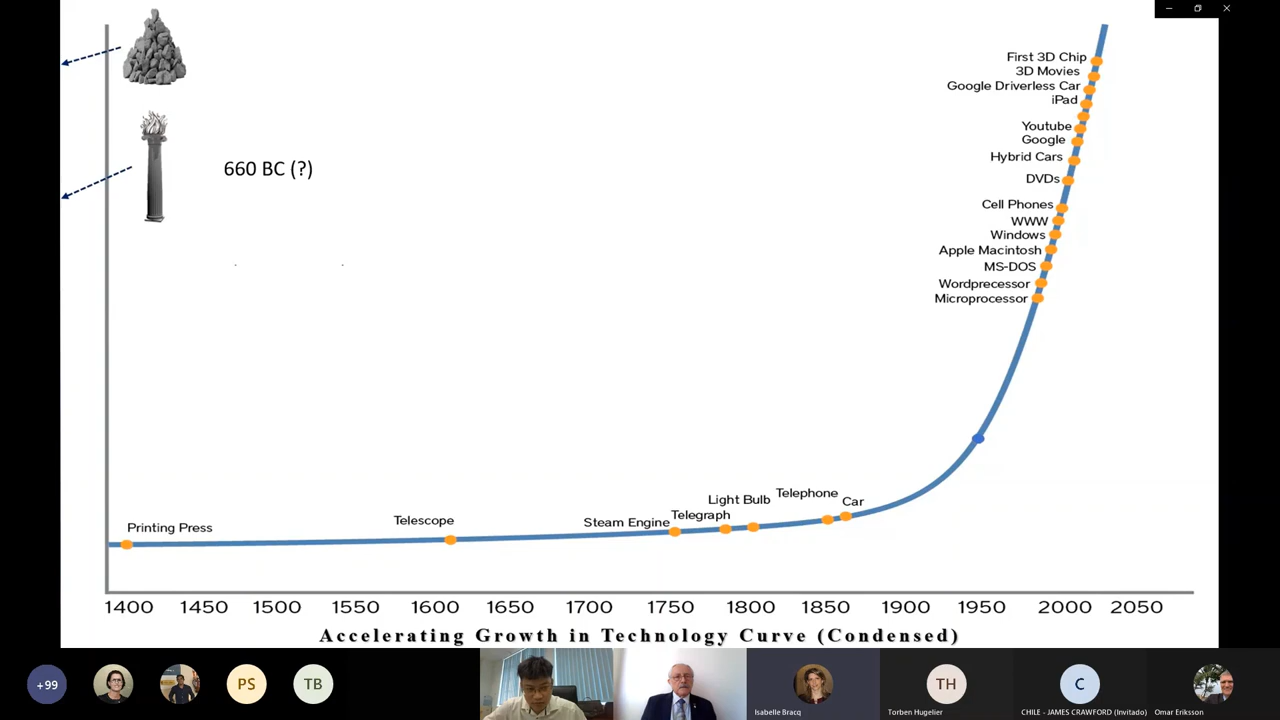 660 BC (?)
First 3D Chip
3D Movies
Google Driverless Car
iPad
Youtube
Google
Hybrid Cars
DVDs
Cell Phones
WWW
Windows
Apple Macintosh
MS-DOS
Wordprecessor
Microprocessor
Printing Press
Telescope
Steam Engine
Telegraph
Light Bulb
Telephone
Car
1400 1450 1500 1550 1600 1650 1700 1750 1800 1850 1900 1950 2000 2050
Accelerating Growth in Technology Curve (Condensed)
+99
PS
TB
TH
C
Isabelle Bracq
Torben Hugelier
CHILE - JAMES CRAWFORD (Invitado)
Omar Eriksson